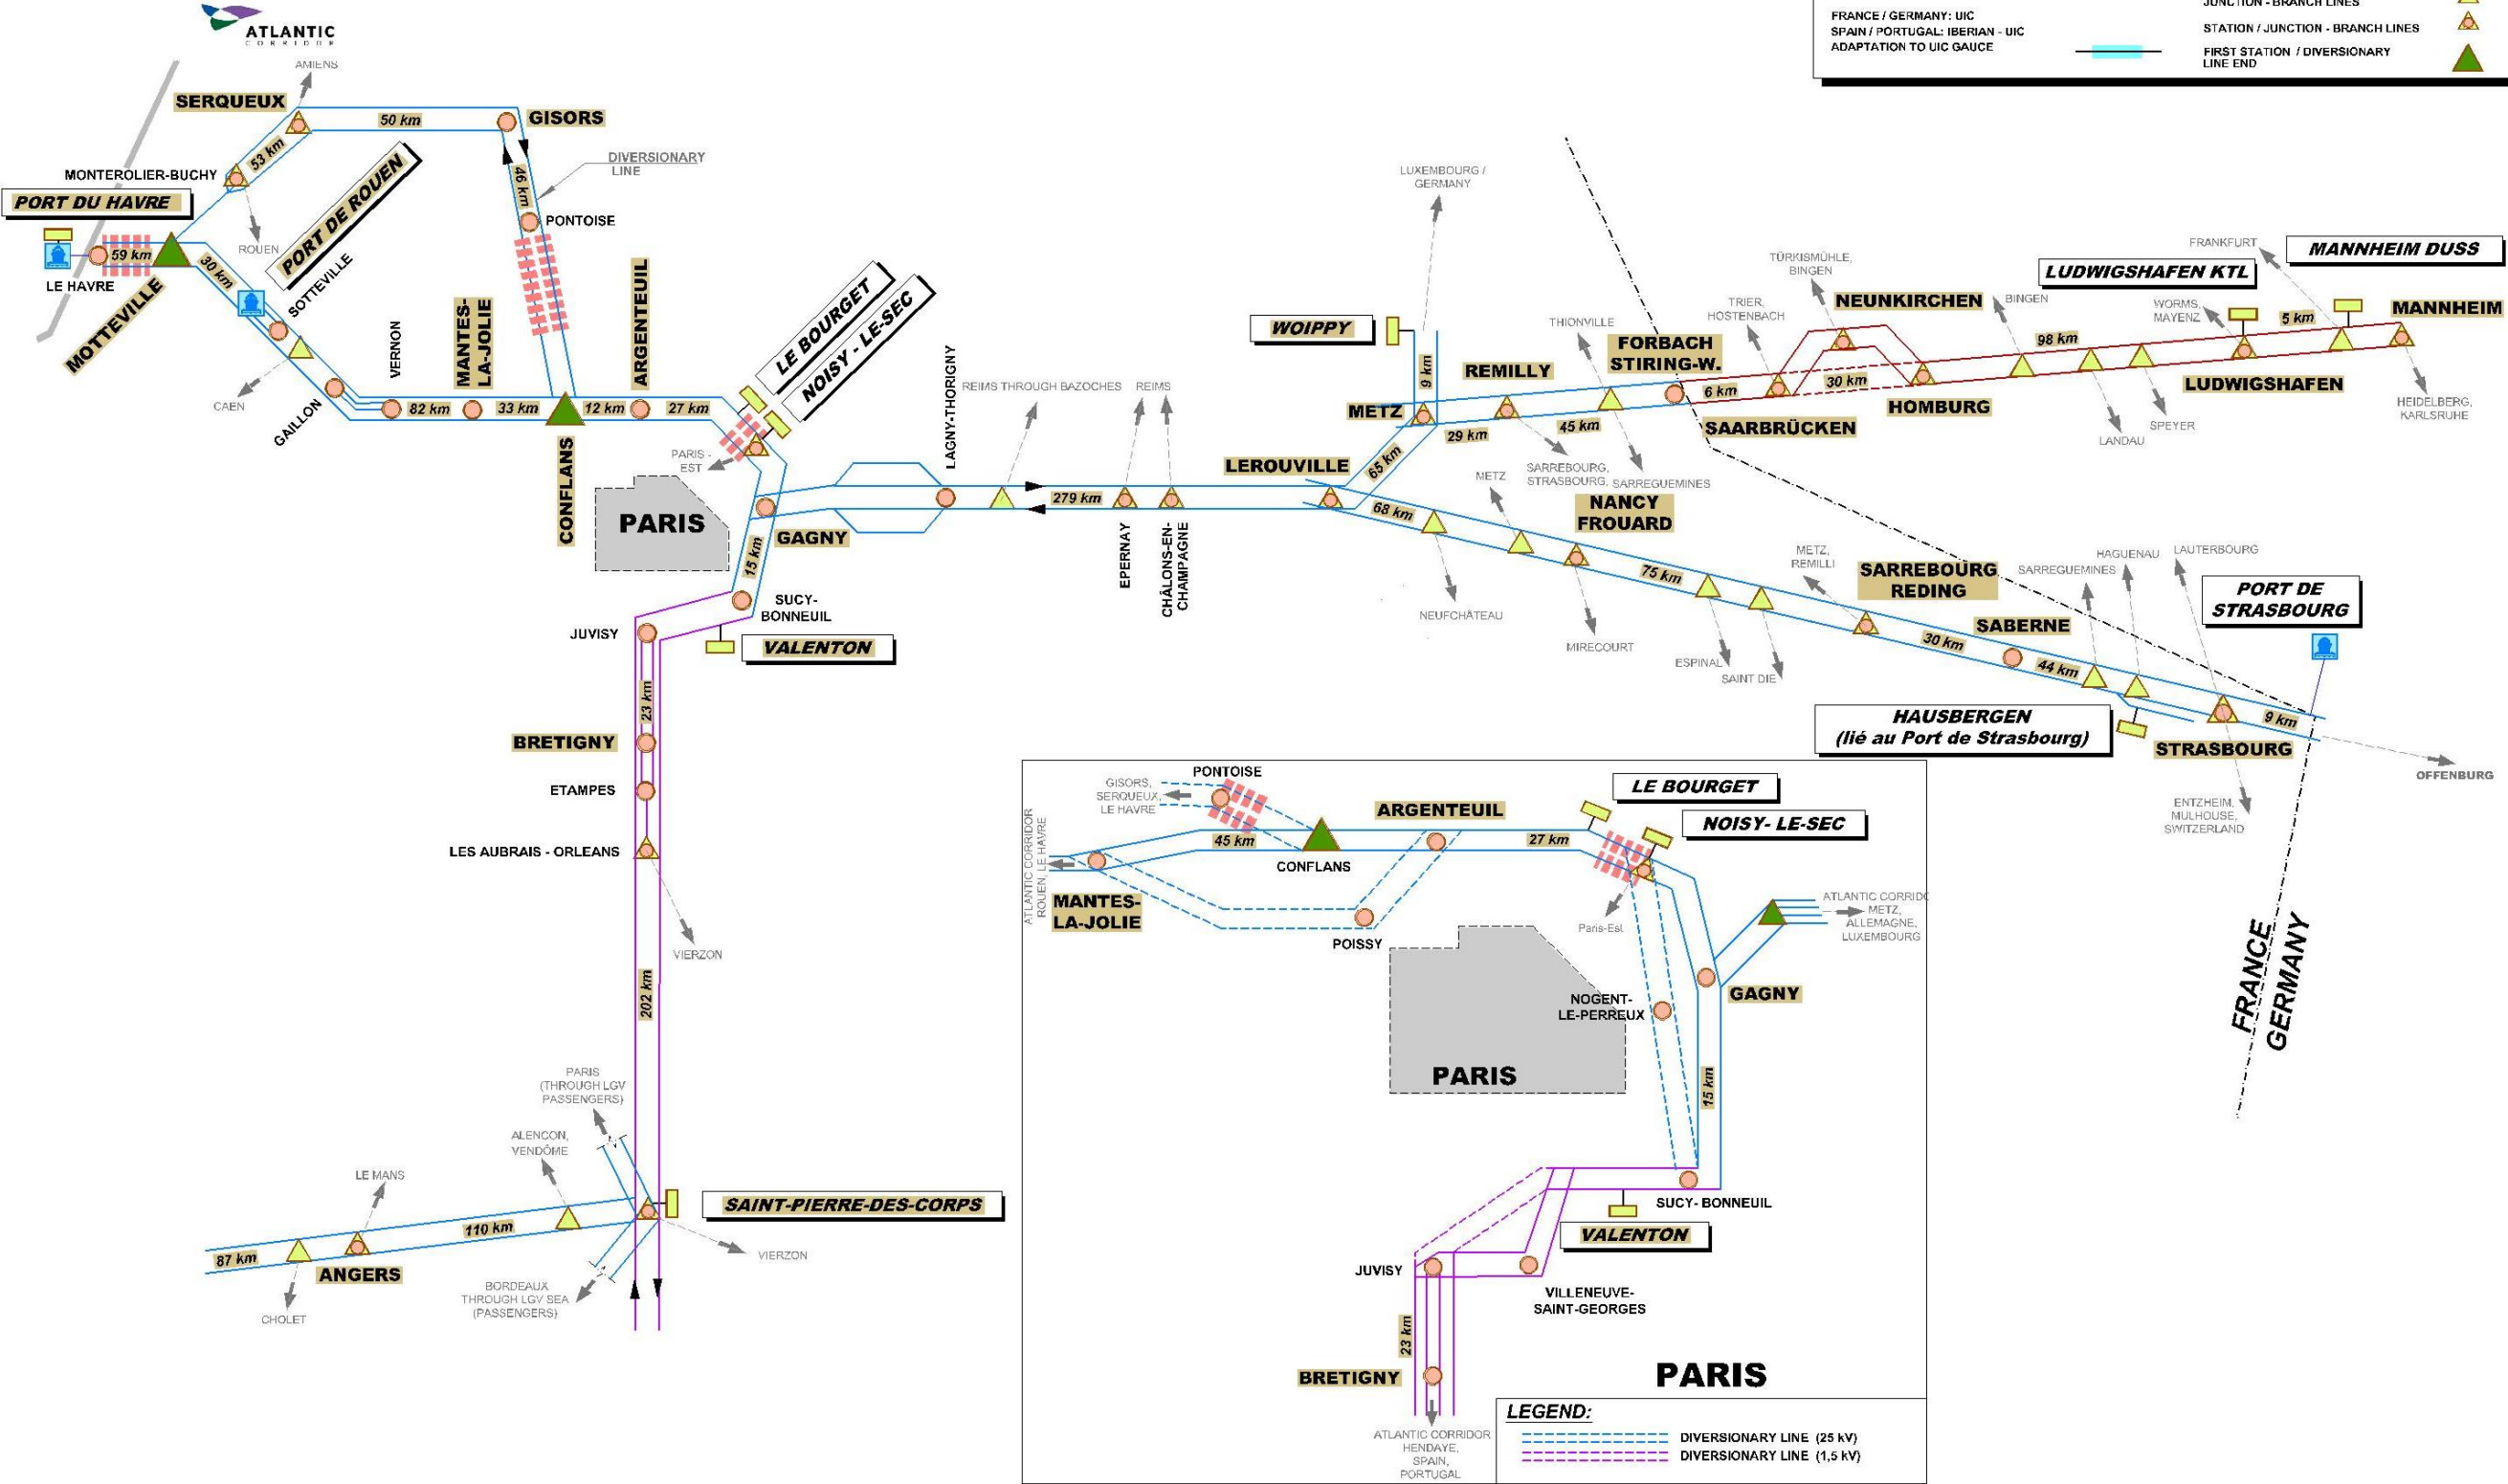 ATLANTIC
CORRIDOR
FRANCE / GERMANY: UIC
SPAIN / PORTUGAL: IBERIAN - UIC
ADAPTATION TO UIC GAUCE
JUNCTION - BRANCH LINES
STATION / JUNCTION - BRANCH LINES
FIRST STATION / DIVERSIONARY
LINE END
AMIENS
SERQUEUX
50 km
GISORS
53 km
MONTEROLIER-BUCHY
PORT DU HAVRE
ROUEN
PORT DE ROUEN
DIVERSIONARY
LINE
46 km
PONTOISE
59 km
LE HAVRE
MOTTEVILLE
30 km
SOTTEVILLE
CAEN
GAILLON
VERNON
82 km
MANTES-
LA-JOLIE
33 km
CONFLANS
12 km
ARGENTEUIL
27 km
LE BOURGET
NOISY - LE-SEC
PARIS -
EST
PARIS
GAGNY
15 km
SUCY-
BONNEUIL
VALENTON
LAGNY-THORIGNY
REIMS THROUGH BAZOCHES
REIMS
279 km
EPERNAY
CHÂLONS-EN-
CHAMPAGNE
LEROUVILLE
65 km
LUXEMBOURG /
GERMANY
WOIPPY
9 km
METZ
29 km
REMILLY
45 km
SARREBOURG,
STRASBOURG,
SARREGUEMINES
THIONVILLE
FORBACH
STIRING-W.
6 km
SAARBRÜCKEN
TRIER,
HOSTENBACH
TÜRKISMÜHLE,
BINGEN
NEUNKIRCHEN
30 km
HOMBURG
BINGEN
98 km
LANDAU
SPEYER
LUDWIGSHAFEN KTL
WORMS,
MAYENZ
LUDWIGSHAFEN
5 km
FRANKFURT
MANNHEIM DUSS
MANNHEIM
HEIDELBERG,
KARLSRUHE
68 km
METZ
NEUFCHÂTEAU
NANCY
FROUARD
MIRECOURT
75 km
ESPINAL
SAINT DIE
METZ,
REMILLI
SARREBOURG
REDING
30 km
SABERNE
44 km
SARREGUEMINES
HAGUENAU
LAUTERBOURG
PORT DE
STRASBOURG
HAUSBERGEN
(lié au Port de Strasbourg)
STRASBOURG
9 km
OFFENBURG
ENTZHEIM,
MULHOUSE,
SWITZERLAND
FRANCE
GERMANY
JUVISY
23 km
BRETIGNY
ETAMPES
LES AUBRAIS - ORLEANS
VIERZON
202 km
PARIS
(THROUGH LGV
PASSENGERS)
ALENCON,
VENDÔME
LE MANS
SAINT-PIERRE-DES-CORPS
110 km
87 km
ANGERS
CHOLET
VIERZON
BORDEAUX
THROUGH LGV SEA
(PASSENGERS)
GISORS,
SERQUEUX,
LE HAVRE
PONTOISE
ATLANTIC CORRIDOR
ROUEN, LE HAVRE
45 km
CONFLANS
ARGENTEUIL
27 km
LE BOURGET
NOISY- LE-SEC
MANTES-
LA-JOLIE
POISSY
Paris-Est
ATLANTIC CORRIDO
METZ,
ALLEMAGNE,
LUXEMBOURG
GAGNY
NOGENT-
LE-PERREUX
PARIS
15 km
SUCY- BONNEUIL
VALENTON
JUVISY
VILLENEUVE-
SAINT-GEORGES
23 km
BRETIGNY
ATLANTIC CORRIDOR
HENDAYE,
SPAIN,
PORTUGAL
PARIS
LEGEND:
DIVERSIONARY LINE (25 kV)
DIVERSIONARY LINE (1,5 kV)